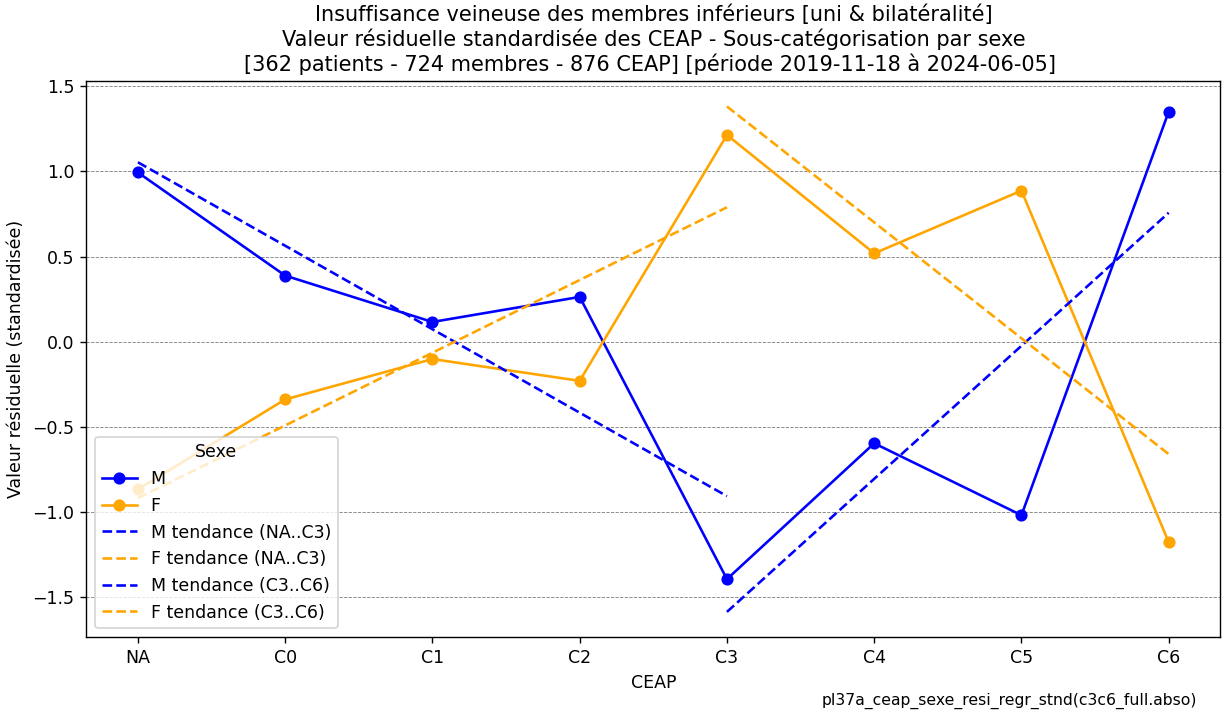 Insuffisance veineuse des membres inférieurs [uni & bilatéralité]
Valeur résiduelle standardisée des CEAP - Sous-catégorisation par sexe
[362 patients - 724 membres - 876 CEAP] [période 2019-11-18 à 2024-06-05]
Valeur résiduelle (standardisée)
1.5
1.0
0.5
0.0
−0.5
−1.0
−1.5
Sexe
M
F
M tendance (NA..C3)
F tendance (NA..C3)
M tendance (C3..C6)
F tendance (C3..C6)
NA C0 C1 C2 C3 C4 C5 C6
CEAP
pl37a_ceap_sexe_resi_regr_stnd(c3c6_full.abso)